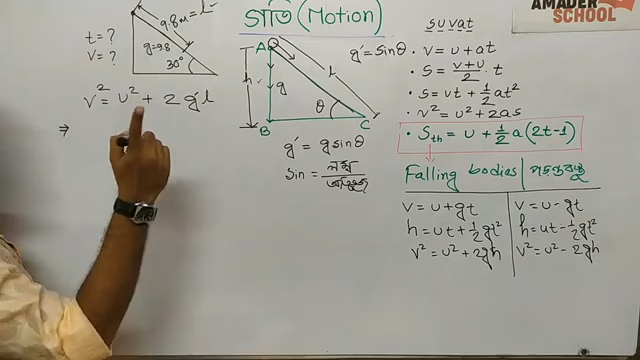 AMADER
SCHOOL
গতি (Motion)
9.8m = l
t = ?
v = ?
g = 9.8
30°
v² = u² + 2g'l
⇒
A
h
g
L
θ
B
C
g' = sinθ
g' = g sinθ
Sin = লম্ব / অতিভুজ
s u v a t
• v = u + at
• s = (v+u)/2 . t
• s = ut + ½at²
• v² = u² + 2as
• Sth = u + ½a(2t-1)
Falling bodies | পড়ন্তবস্তু
v = u + gt
h = ut + ½gt²
v² = u² + 2gh
v = u - gt
h = ut - ½gt²
v² = u² - 2gh